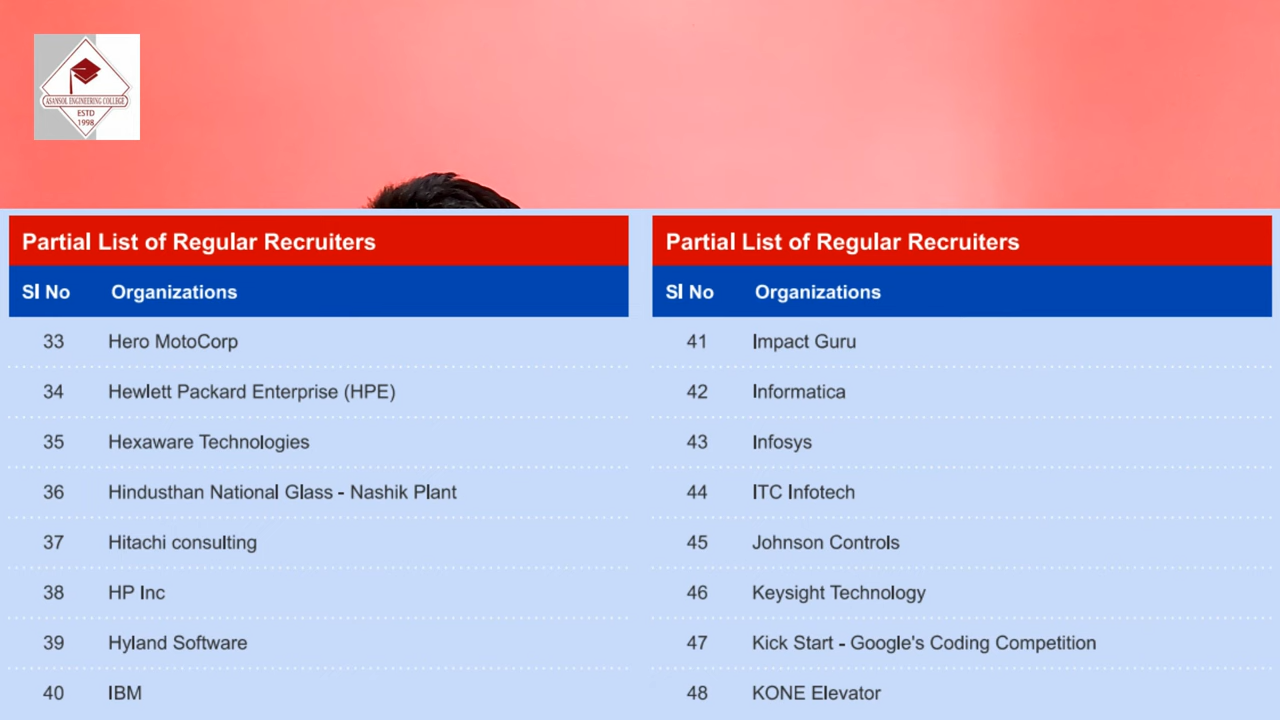 ASANSOL ENGINEERING COLLEGE
ESTD
1998
Partial List of Regular Recruiters
Sl No Organizations
33 Hero MotoCorp
34 Hewlett Packard Enterprise (HPE)
35 Hexaware Technologies
36 Hindusthan National Glass - Nashik Plant
37 Hitachi consulting
38 HP Inc
39 Hyland Software
40 IBM
Partial List of Regular Recruiters
Sl No Organizations
41 Impact Guru
42 Informatica
43 Infosys
44 ITC Infotech
45 Johnson Controls
46 Keysight Technology
47 Kick Start - Google's Coding Competition
48 KONE Elevator